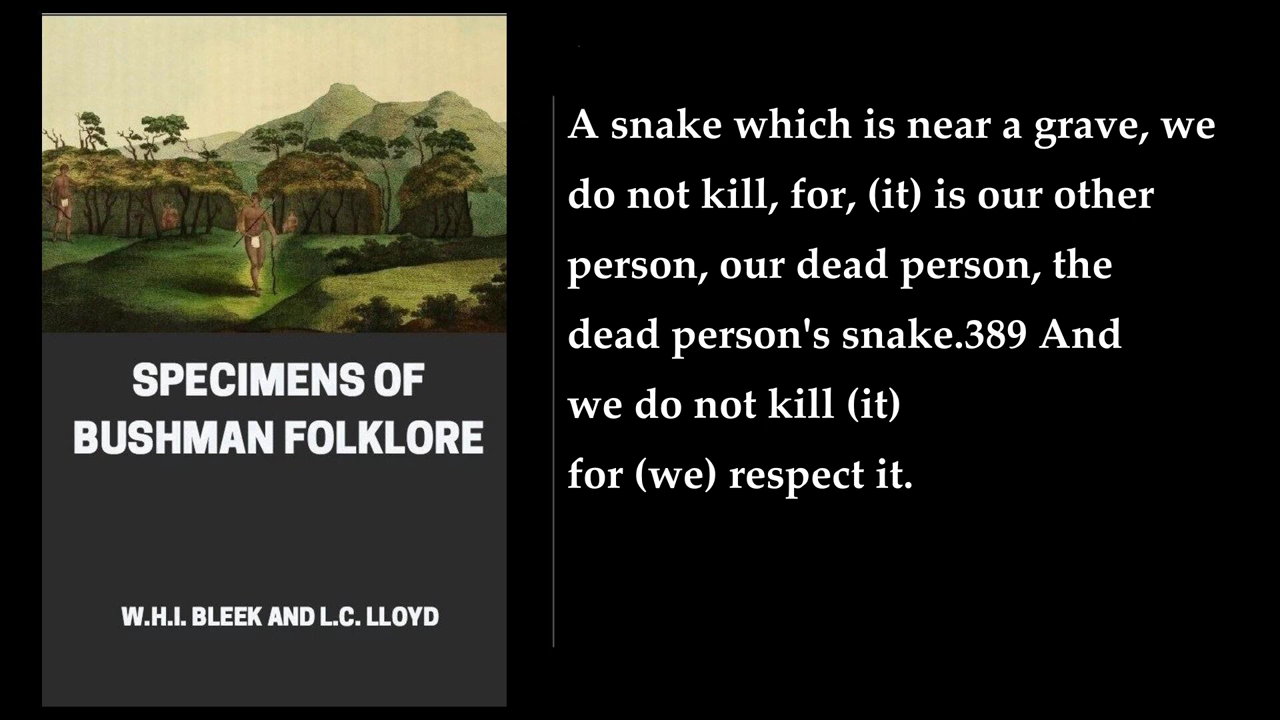 SPECIMENS OF
BUSHMAN FOLKLORE
W.H.I. BLEEK AND L.C. LLOYD
A snake which is near a grave, we
do not kill, for, (it) is our other
person, our dead person, the
dead person's snake.389 And
we do not kill (it)
for (we) respect it.